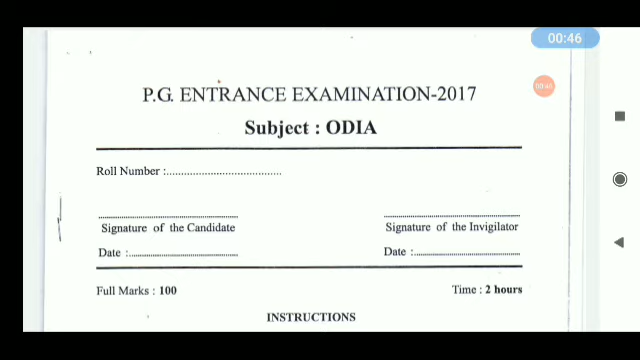 00:46
P.G. ENTRANCE EXAMINATION-2017
Subject : ODIA
Roll Number :.......................................
Signature of the Candidate
Signature of the Invigilator
Date :.....................................
Date :.....................................
Full Marks : 100
Time : 2 hours
INSTRUCTIONS